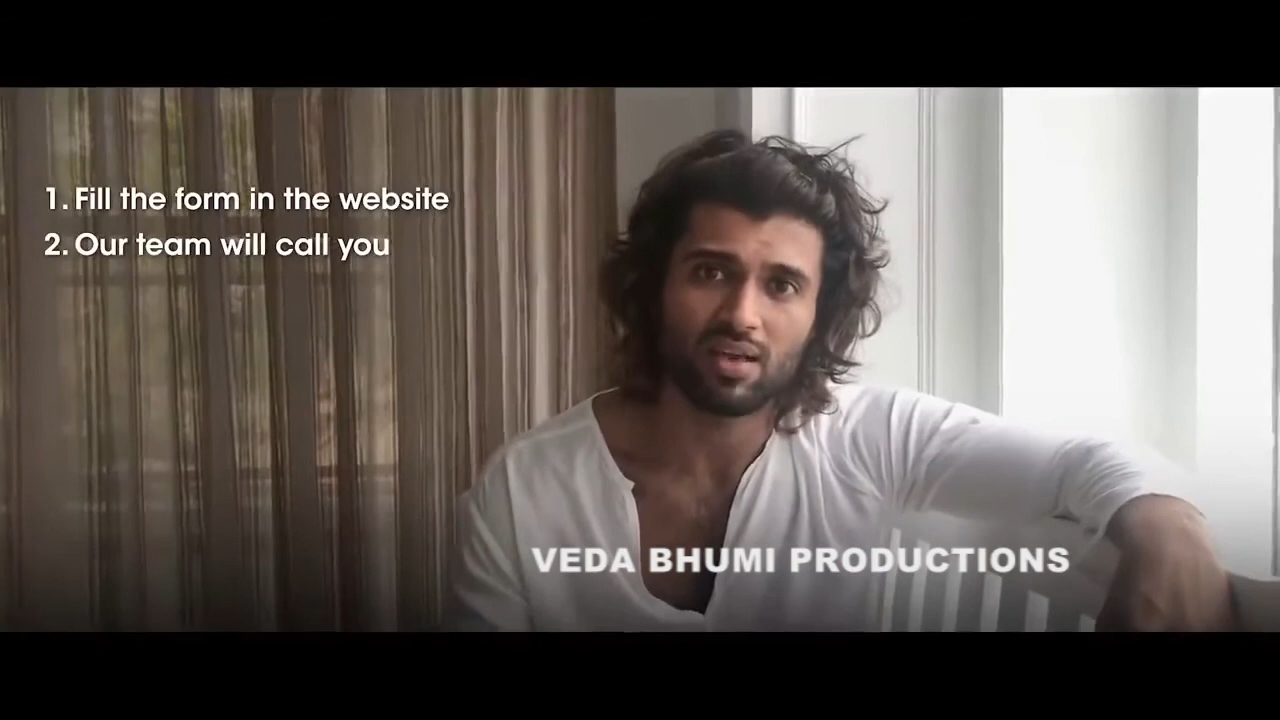 1. Fill the form in the website
2. Our team will call you
VEDA BHUMI PRODUCTIONS